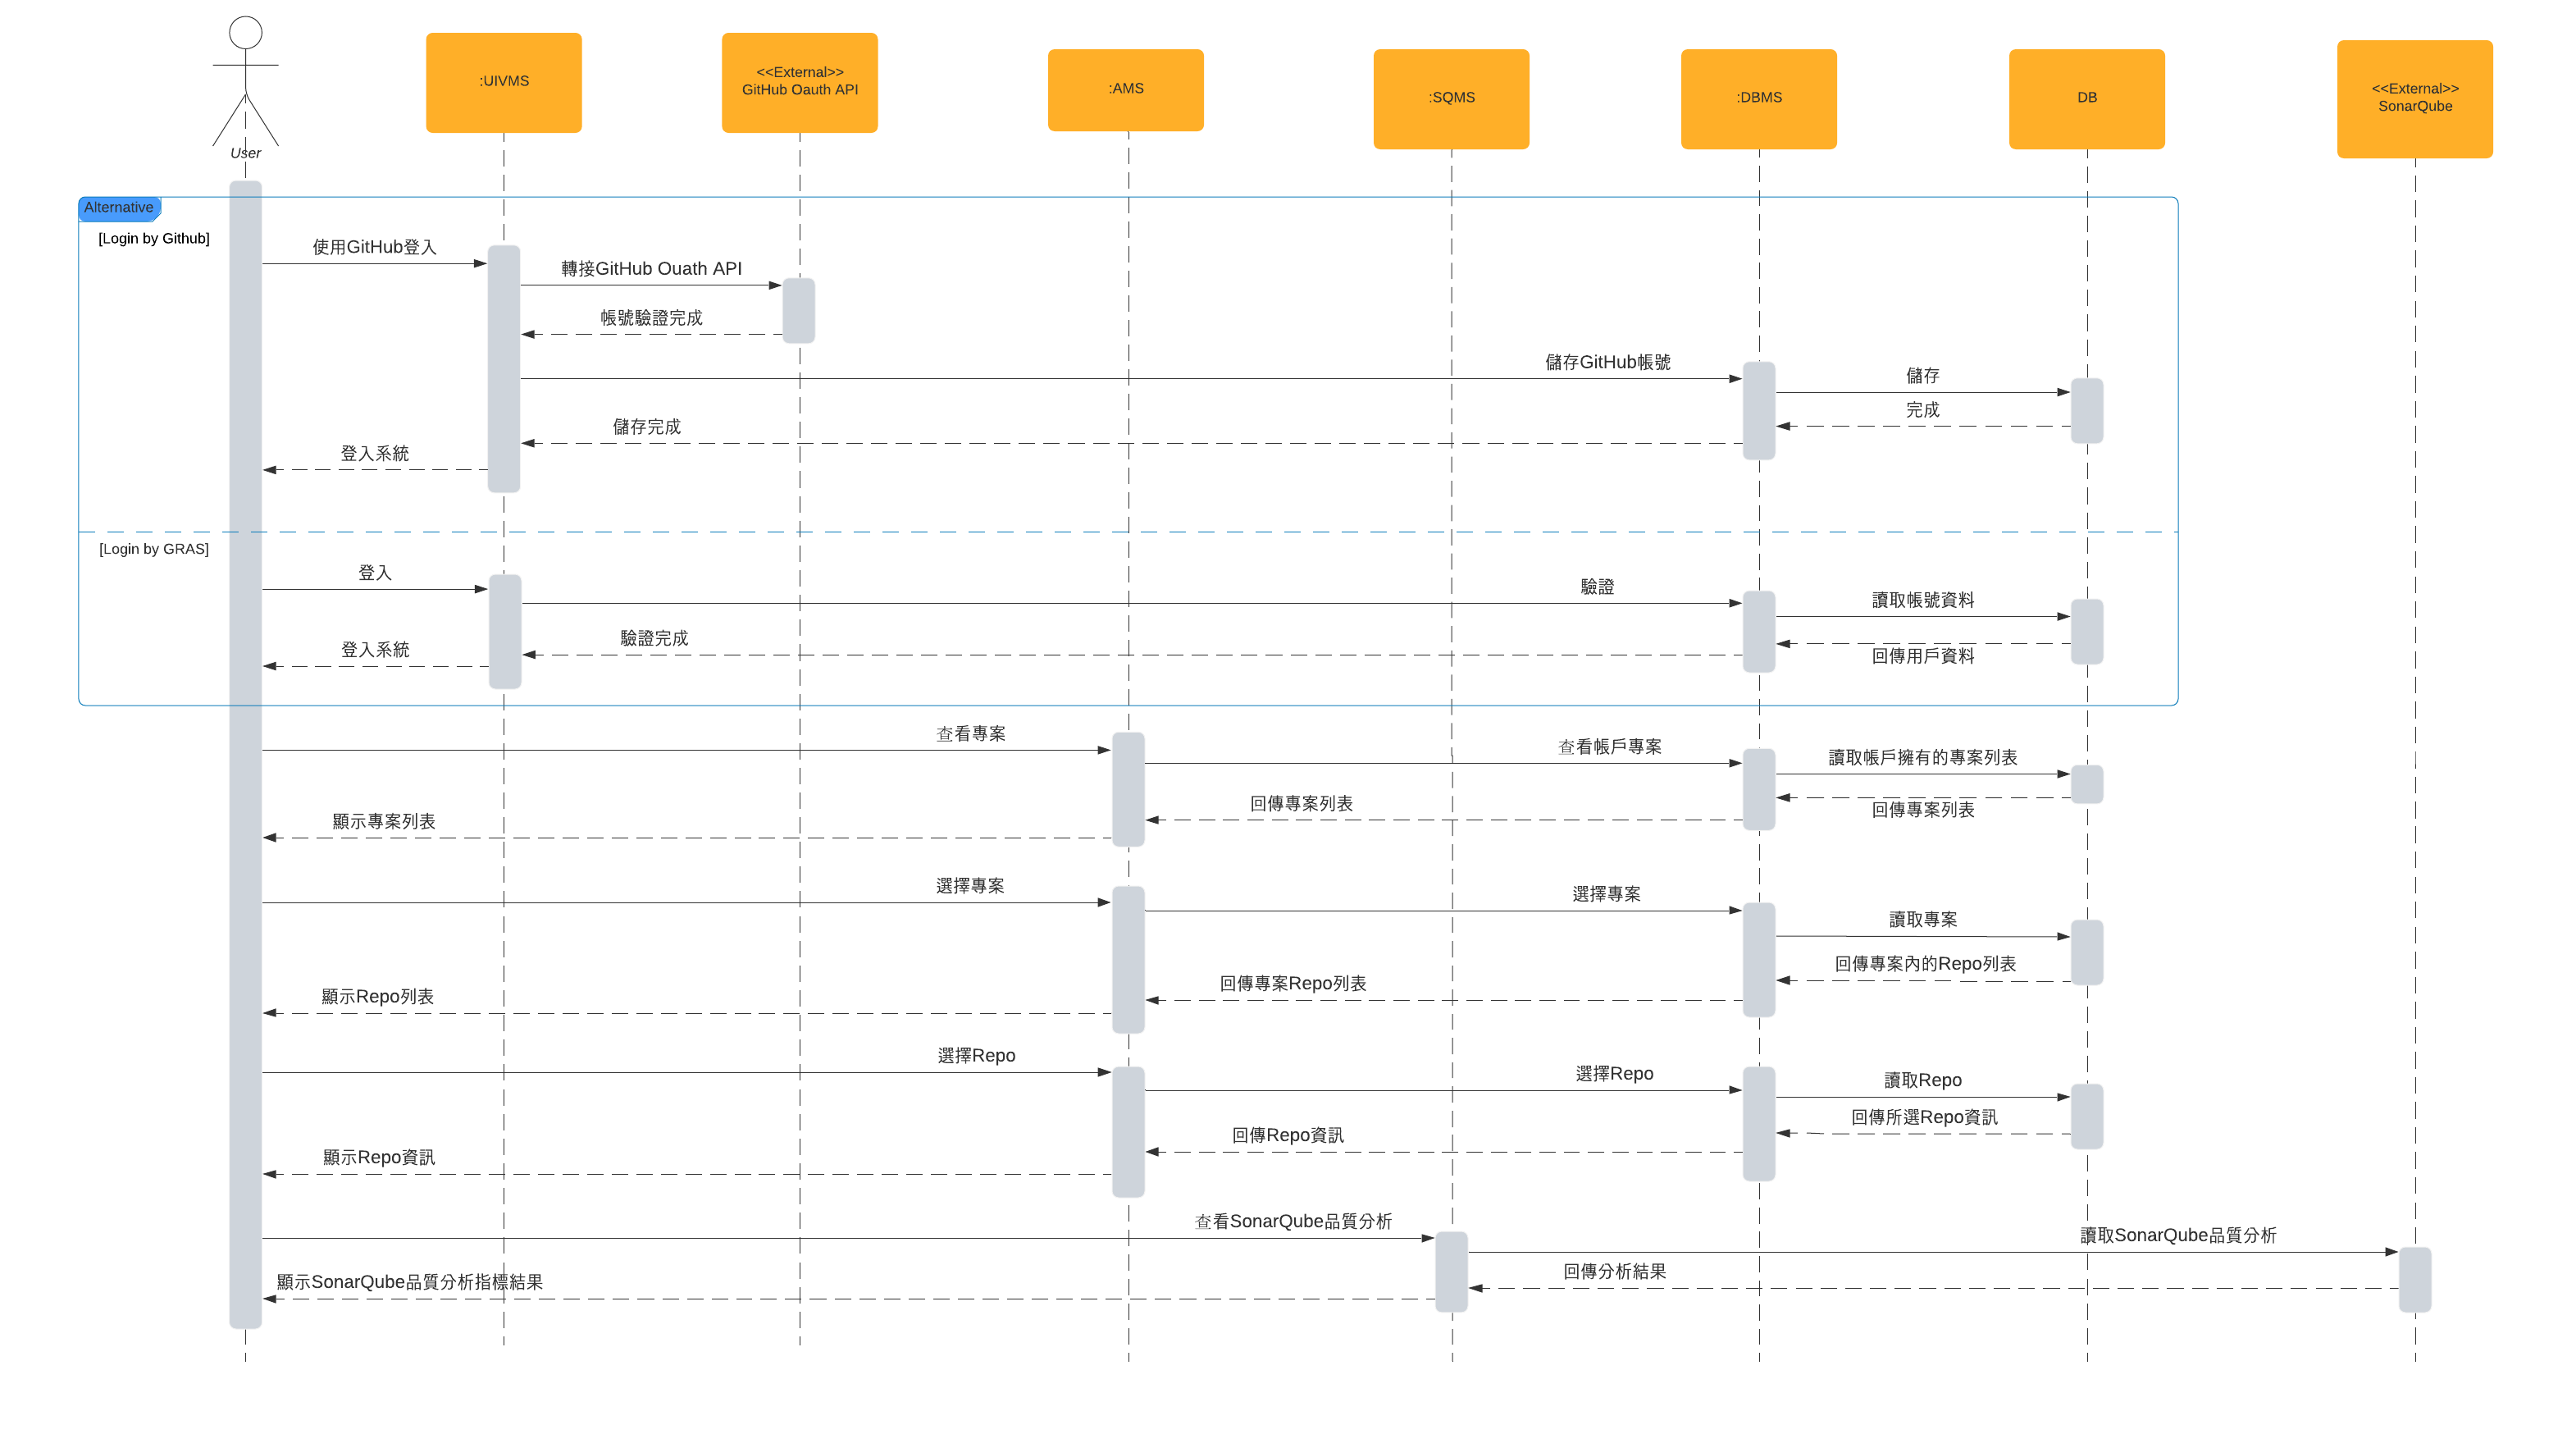 User
:UIVMS
<<External>>
GitHub Oauth API
:AMS
:SQMS
:DBMS
DB
<<External>>
SonarQube
Alternative
[Login by Github]
使用GitHub登入
轉接GitHub Ouath API
帳號驗證完成
儲存GitHub帳號
儲存
完成
儲存完成
登入系統
[Login by GRAS]
登入
驗證
讀取帳號資料
回傳用戶資料
驗證完成
登入系統
查看專案
查看帳戶專案
讀取帳戶擁有的專案列表
回傳專案列表
回傳專案列表
顯示專案列表
選擇專案
選擇專案
讀取專案
回傳專案內的Repo列表
回傳專案Repo列表
顯示Repo列表
選擇Repo
選擇Repo
讀取Repo
回傳所選Repo資訊
回傳Repo資訊
顯示Repo資訊
查看SonarQube品質分析
讀取SonarQube品質分析
回傳分析結果
顯示SonarQube品質分析指標結果